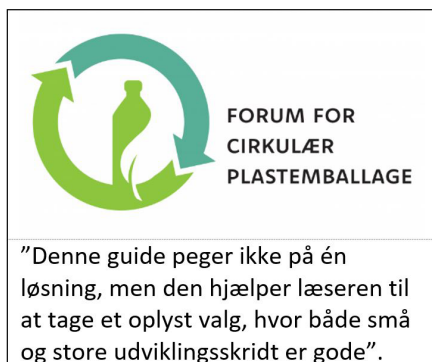 FORUM FOR
CIRKULÆR
PLASTEMBALLAGE
”Denne guide peger ikke på én
løsning, men den hjælper læseren til
at tage et oplyst valg, hvor både små
og store udviklingsskridt er gode”.